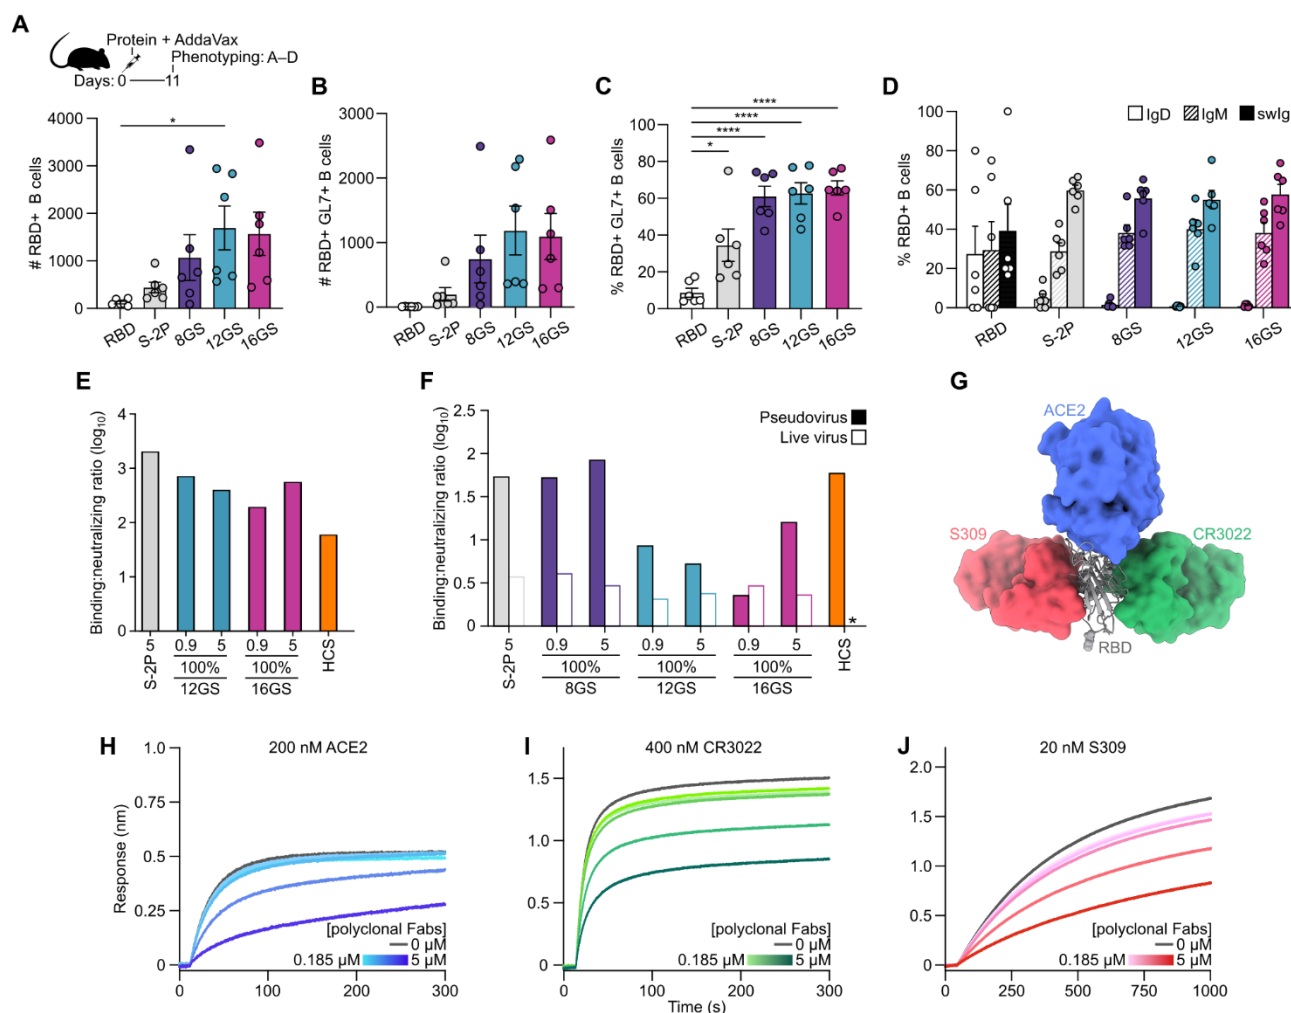 A
Protein + AddaVax
Phenotyping: A–D
Days: 0 11
# RBD+ B cells
4000
3000
2000
1000
0
*
RBD
S-2P
8GS
12GS
16GS
B
# RBD+ GL7+ B cells
3000
2000
1000
0
RBD
S-2P
8GS
12GS
16GS
C
% RBD+ GL7+ B cells
100
80
60
40
20
0
****
****
****
*
RBD
S-2P
8GS
12GS
16GS
D
% RBD+ B cells
100
80
60
40
20
0
IgD IgM swIg
RBD
S-2P
8GS
12GS
16GS
E
Binding:neutralizing ratio (log10)
4
3
2
1
0
5 0.9 5 0.9 5
S-2P
100% 100%
12GS 16GS
HCS
F
Binding:neutralizing ratio (log10)
2.5
2.0
1.5
1.0
0.5
0
Pseudovirus
Live virus
*
5 0.9 5 0.9 5 0.9 5
S-2P
100% 100% 100%
8GS 12GS 16GS
HCS
G
ACE2
S309
CR3022
RBD
H
200 nM ACE2
Response (nm)
1.0
0.75
0.5
0.25
0
[polyclonal Fabs]
0 µM
0.185 µM 5 µM
0 100 200 300
I
400 nM CR3022
1.5
1.0
0.5
0
[polyclonal Fabs]
0 µM
0.185 µM 5 µM
0 100 200 300
Time (s)
J
20 nM S309
2.0
1.5
1.0
0.5
0
[polyclonal Fabs]
0 µM
0.185 µM 5 µM
0 250 500 750 1000